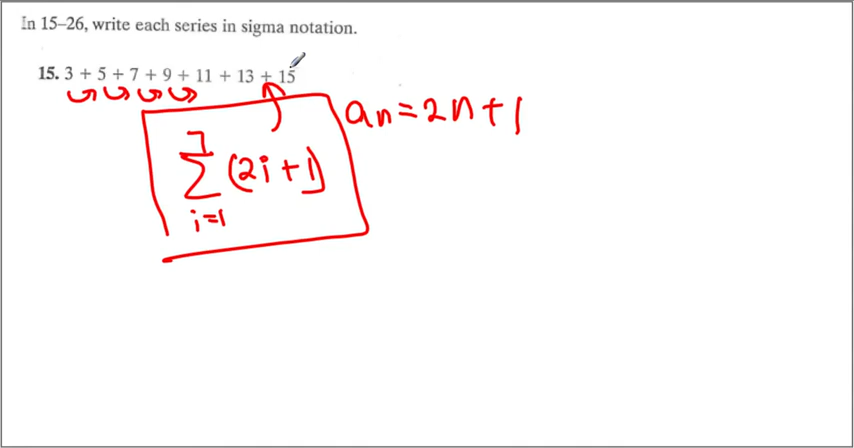 In 15–26, write each series in sigma notation.
15. 3 + 5 + 7 + 9 + 11 + 13 + 15
an=2n+1
7
Σ (2i+1)
i=1